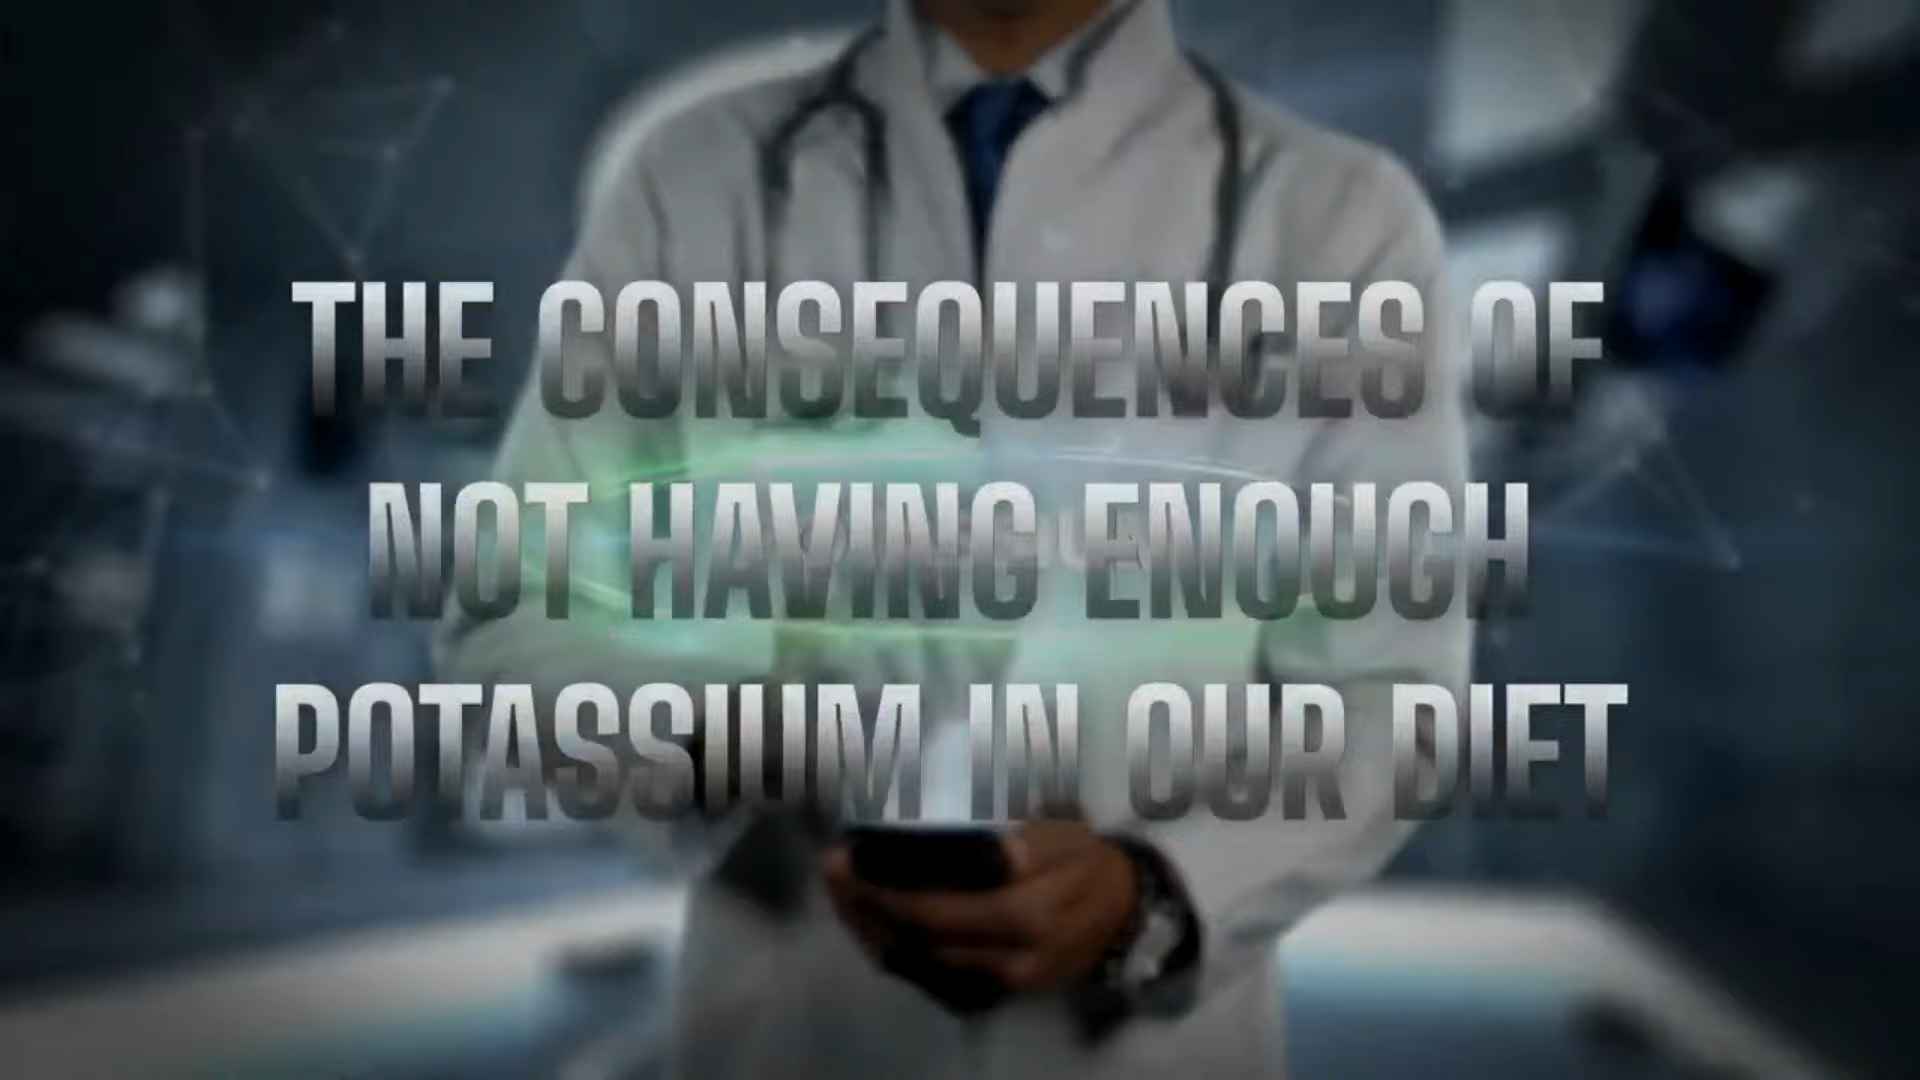 THE CONSEQUENCES OF
NOT HAVING ENOUGH
POTASSIUM IN OUR DIET